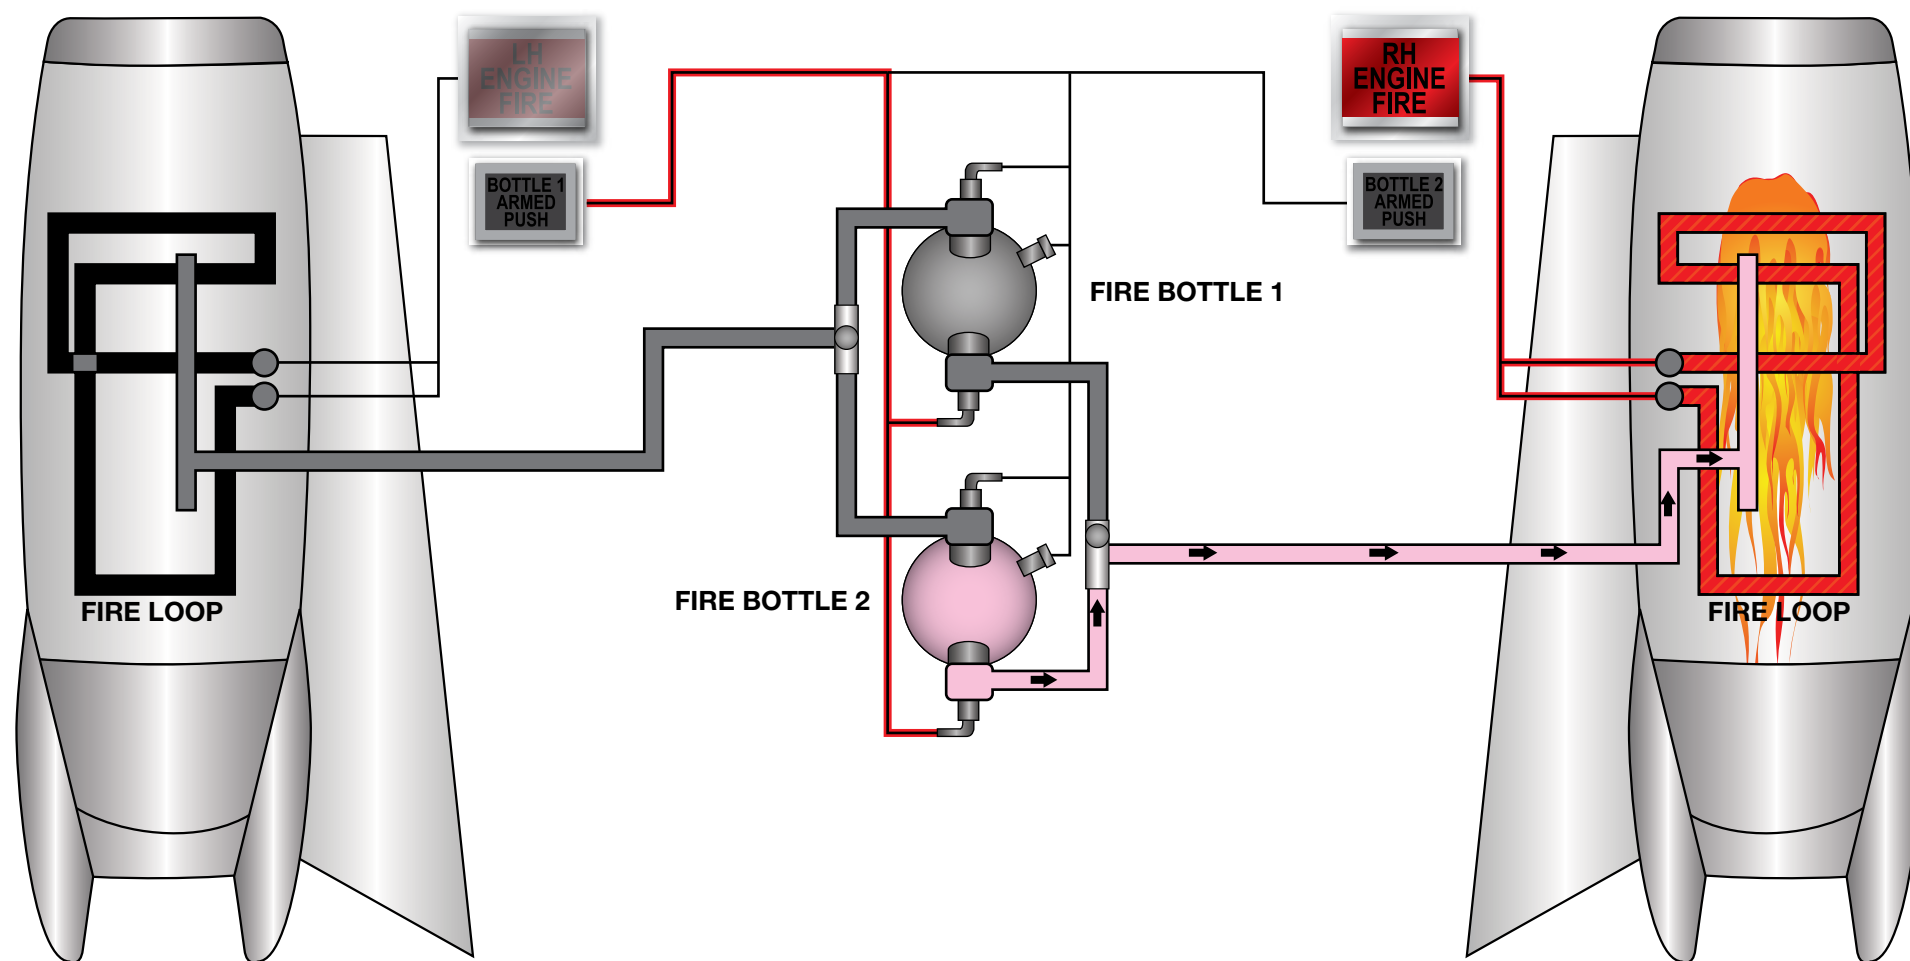 LH
ENGINE
FIRE
BOTTLE 1
ARMED
PUSH
RH
ENGINE
FIRE
BOTTLE 2
ARMED
PUSH
FIRE BOTTLE 1
FIRE BOTTLE 2
FIRE LOOP
FIRE LOOP